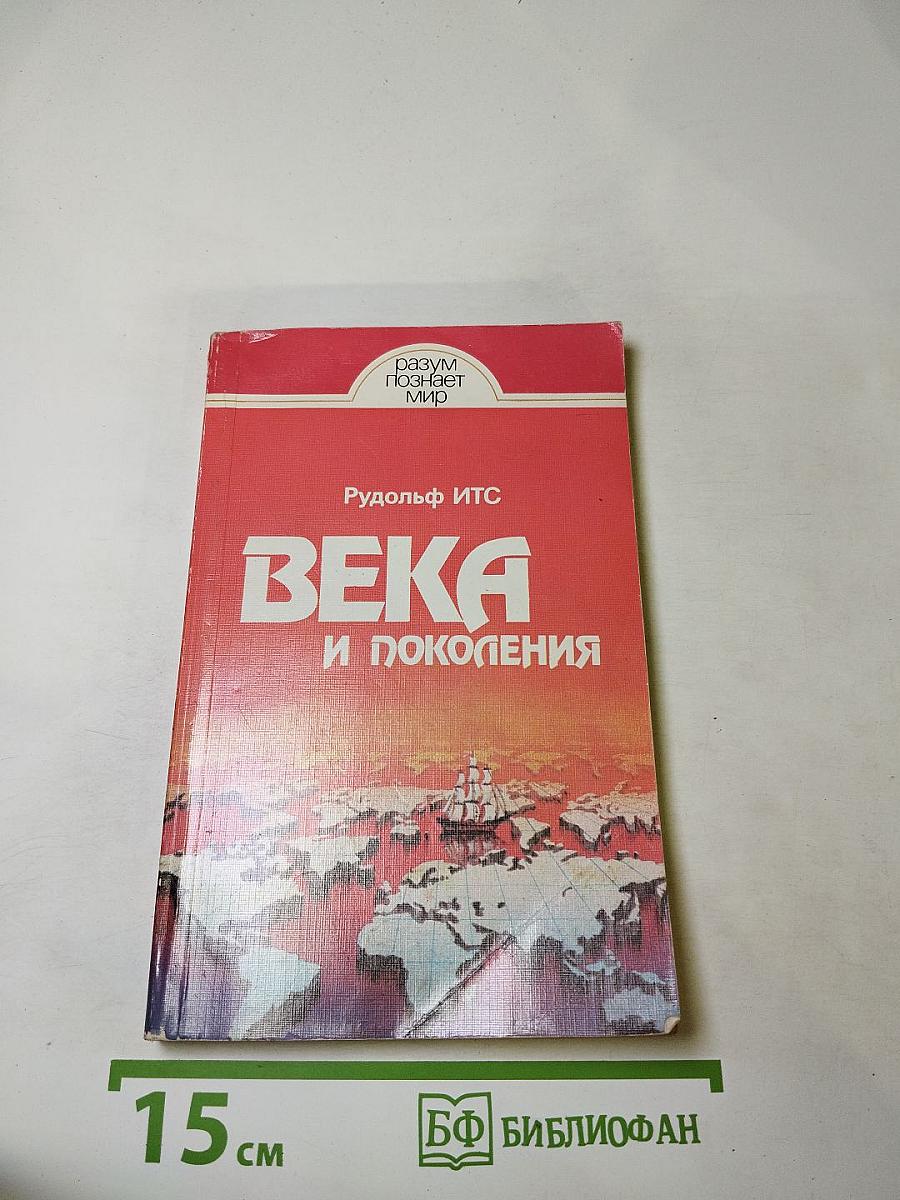 разум
познает
мир
Рудольф ИТС
ВЕКА
И ПОКОЛЕНИЯ
15 см
БФ БИБЛИОФАН